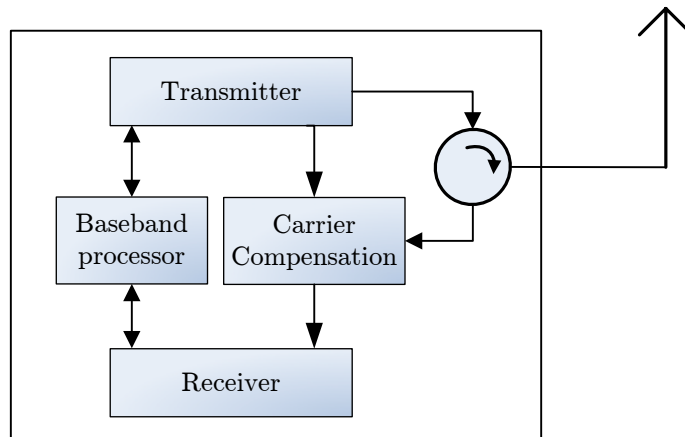 Transmitter
Baseband
processor
Carrier
Compensation
Receiver